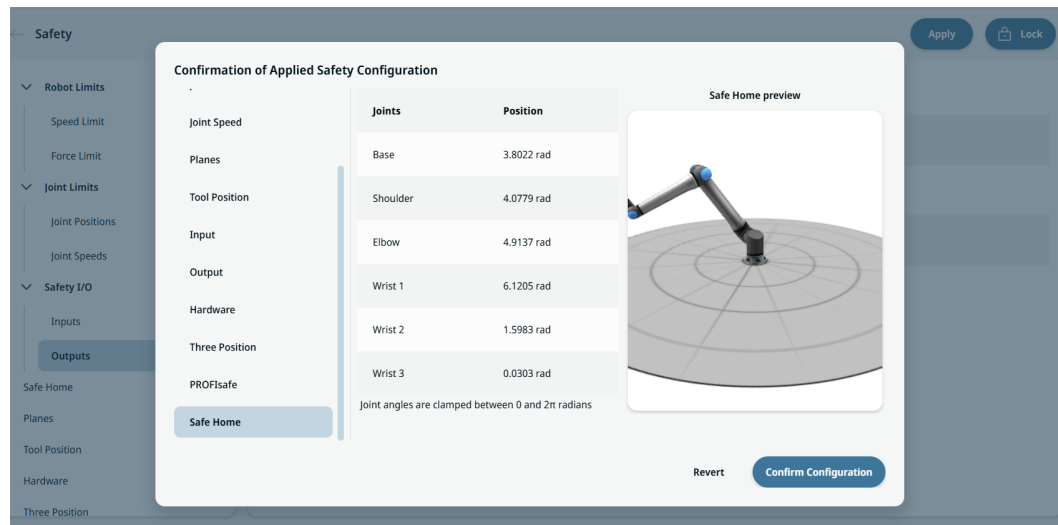 Safety
Apply
Lock
Robot Limits
Speed Limit
Force Limit
Joint Limits
Joint Positions
Joint Speeds
Safety I/O
Inputs
Outputs
Safe Home
Planes
Tool Position
Hardware
Three Position
Confirmation of Applied Safety Configuration
Joint Speed
Planes
Tool Position
Input
Output
Hardware
Three Position
PROFIsafe
Safe Home
Joints Position
Base 3.8022 rad
Shoulder 4.0779 rad
Elbow 4.9137 rad
Wrist 1 6.1205 rad
Wrist 2 1.5983 rad
Wrist 3 0.0303 rad
Joint angles are clamped between 0 and 2π radians
Safe Home preview
Revert
Confirm Configuration